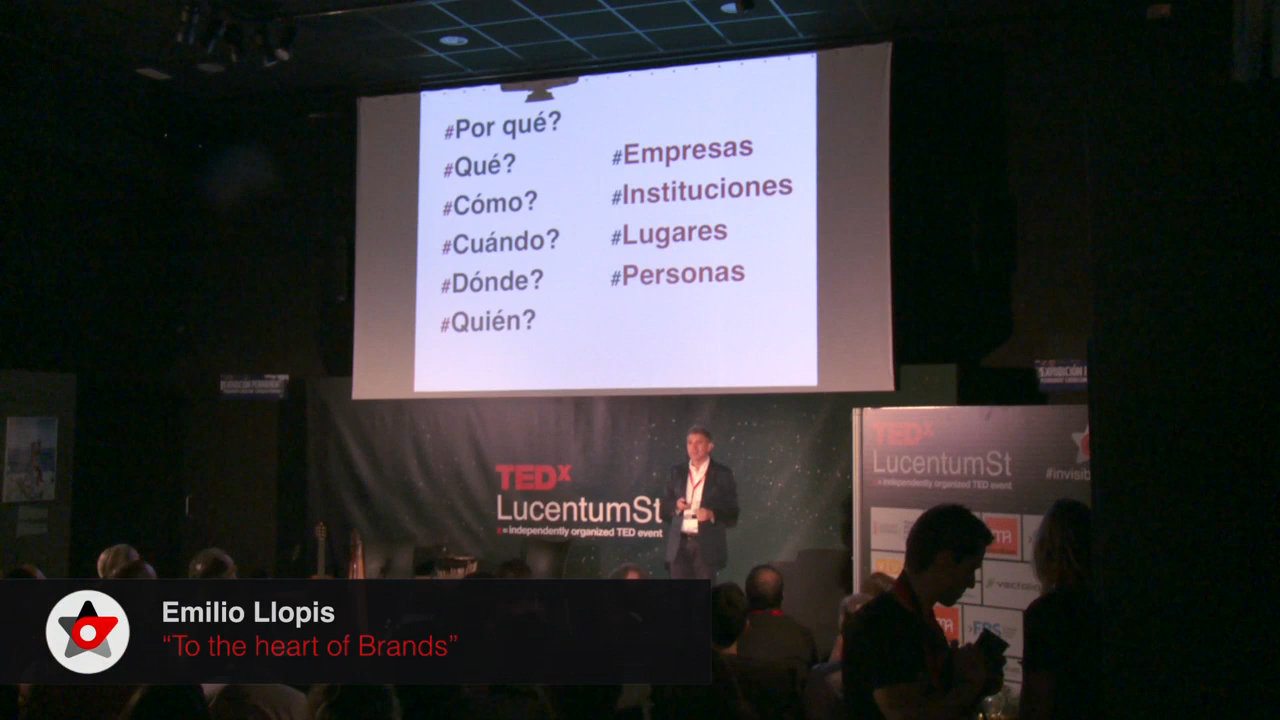 #Por qué?
#Qué?
#Cómo?
#Cuándo?
#Dónde?
#Quién?
#Empresas
#Instituciones
#Lugares
#Personas
TEDx
LucentumSt
x = independently organized TED event
TEDx
LucentumSt
= independently organized TED event
#invisib
Emilio Llopis
“To the heart of Brands”